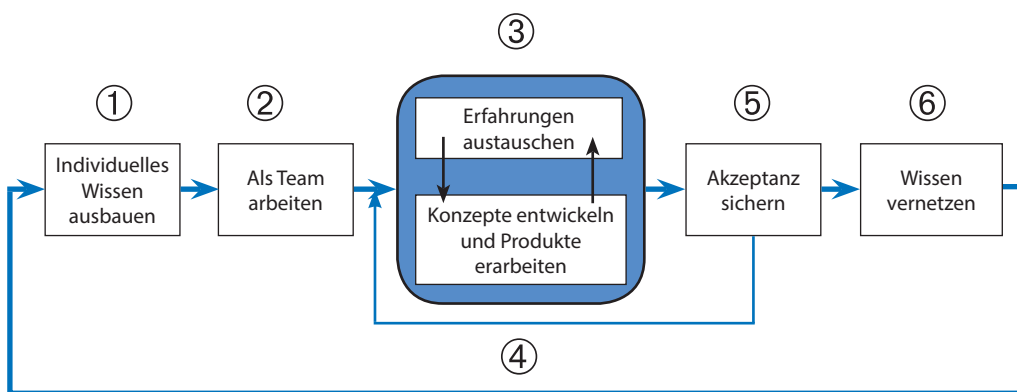 ③
①
②
⑤
⑥
Individuelles
Wissen
ausbauen
Als Team
arbeiten
Erfahrungen
austauschen
Konzepte entwickeln
und Produkte
erarbeiten
Akzeptanz
sichern
Wissen
vernetzen
④